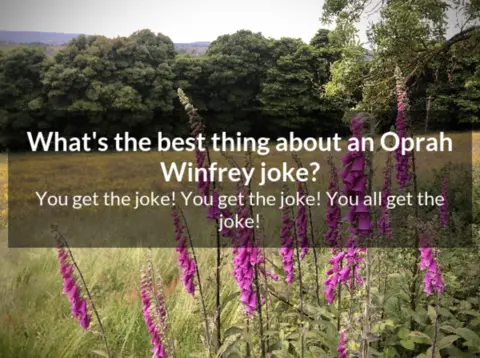 What's the best thing about an Oprah
Winfrey joke?
You get the joke! You get the joke! You all get the
joke!